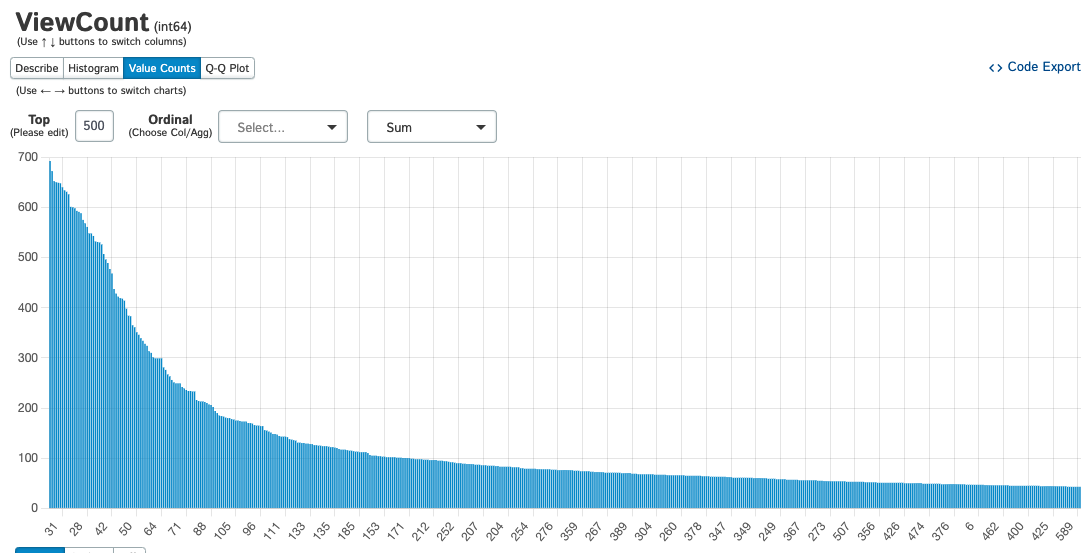 ViewCount (int64)
(Use ↑ ↓ buttons to switch columns)
Describe Histogram Value Counts Q-Q Plot
<> Code Export
(Use ← → buttons to switch charts)
Top
(Please edit)
500
Ordinal
(Choose Col/Agg)
Select...
Sum
700
600
500
400
300
200
100
0
31 28 42 50 64 71 88 105 96 111 133 135 185 153 171 212 252 207 204 254 276 359 267 389 304 260 378 347 349 249 367 273 507 356 426 474 376 6 462 400 425 589